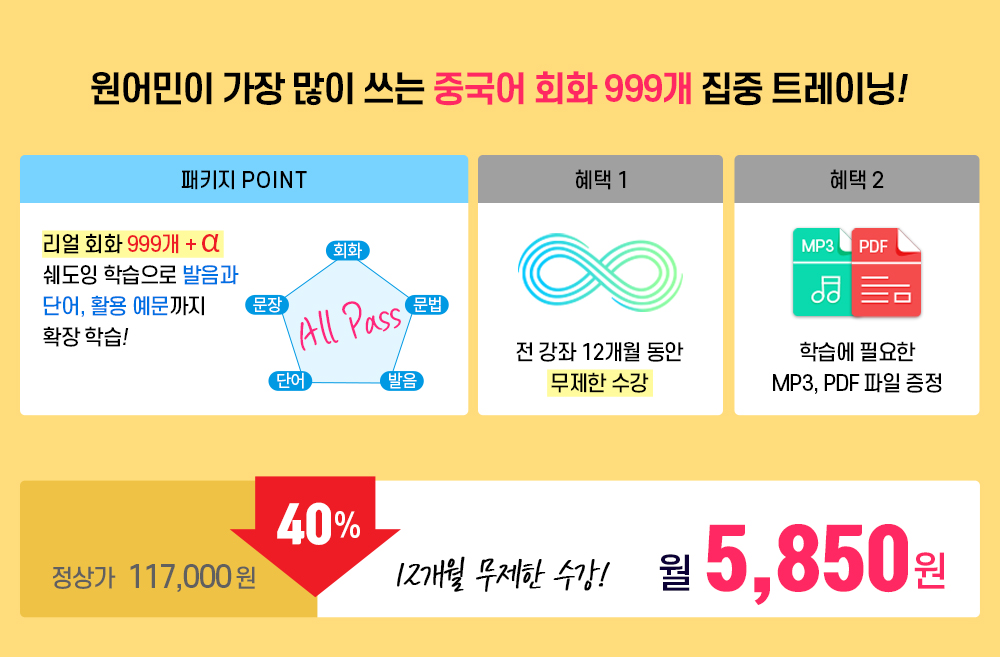 원어민이 가장 많이 쓰는 중국어 회화 999개 집중 트레이닝!
패키지 POINT
리얼 회화 999개 + α
쉐도잉 학습으로 발음과
단어, 활용 예문까지
확장 학습!
회화
문장
문법
All Pass
단어
발음
혜택 1
전 강좌 12개월 동안
무제한 수강
혜택 2
MP3
PDF
학습에 필요한
MP3, PDF 파일 증정
정상가 117,000원
40%
12개월 무제한 수강!
월 5,850원